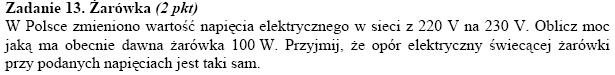 Zadanie 13. Żarówka (2 pkt)
W Polsce zmieniono wartość napięcia elektrycznego w sieci z 220 V na 230 V. Oblicz moc
jaką ma obecnie dawna żarówka 100 W. Przyjmij, że opór elektryczny świecącej żarówki
przy podanych napięciach jest taki sam.